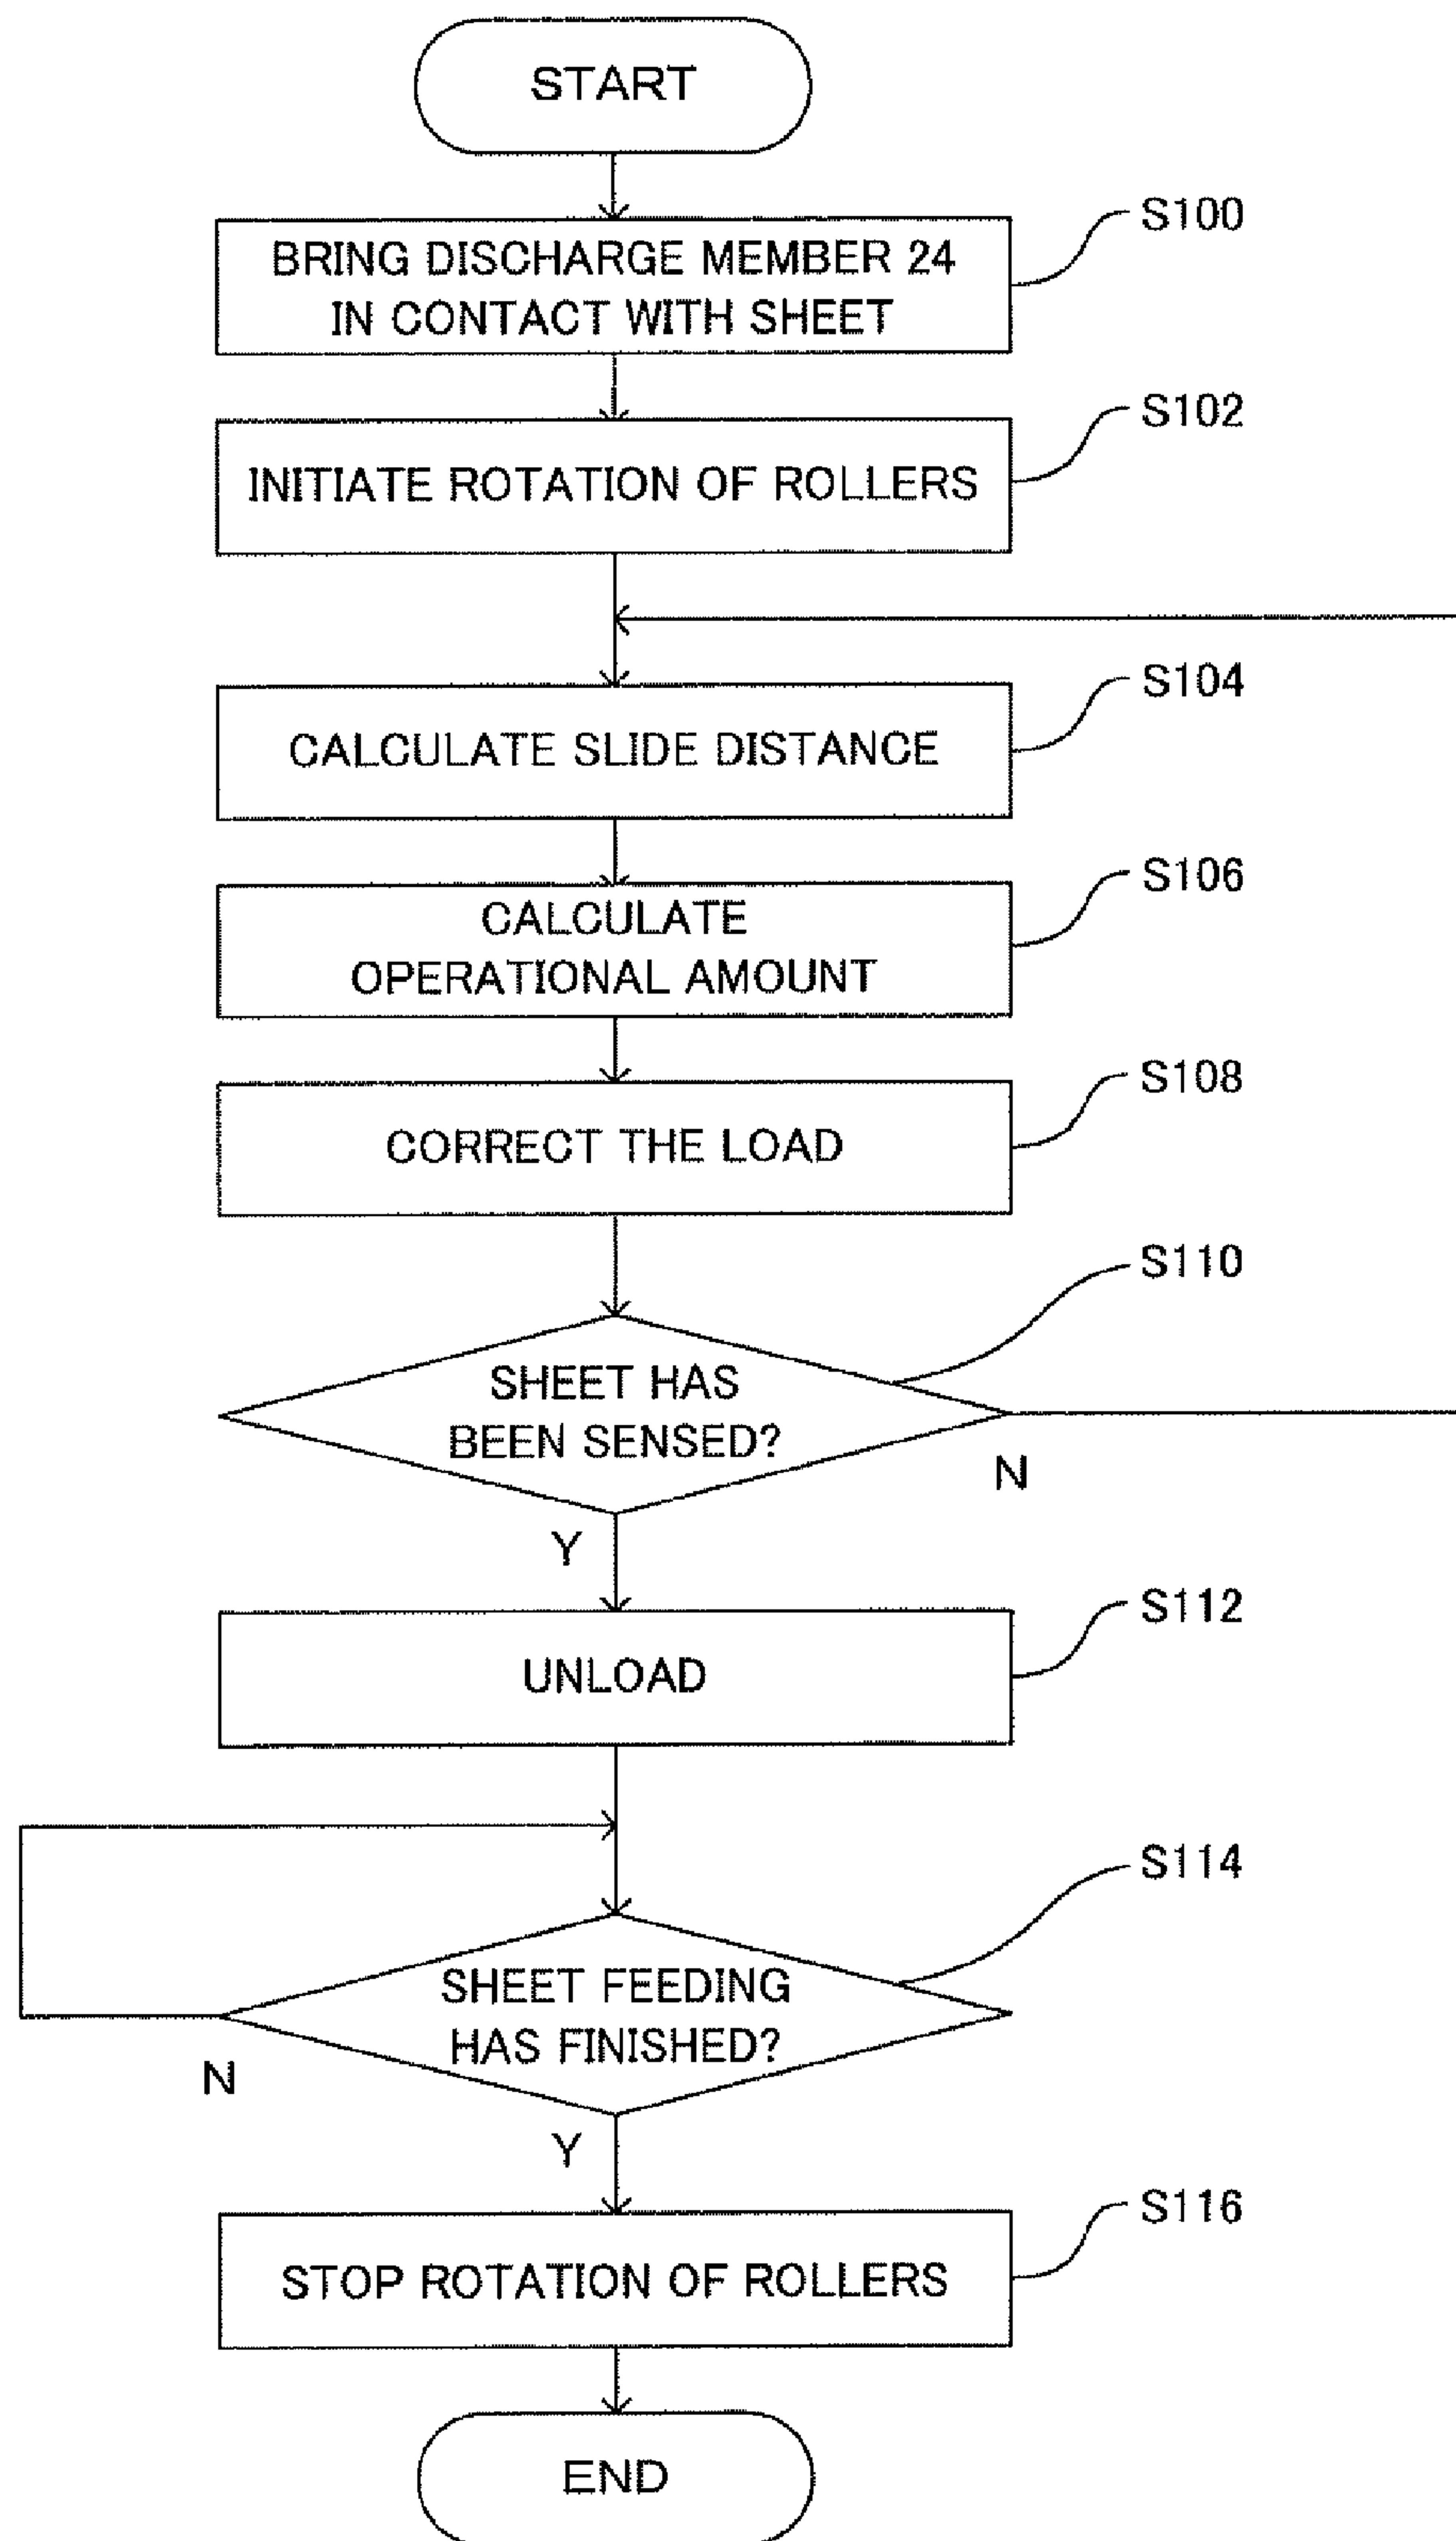 START
S100
BRING DISCHARGE MEMBER 24
IN CONTACT WITH SHEET
S102
INITIATE ROTATION OF ROLLERS
S104
CALCULATE SLIDE DISTANCE
S106
CALCULATE
OPERATIONAL AMOUNT
S108
CORRECT THE LOAD
S110
SHEET HAS
BEEN SENSED?
N
Y
S112
UNLOAD
S114
SHEET FEEDING
HAS FINISHED?
N
Y
S116
STOP ROTATION OF ROLLERS
END